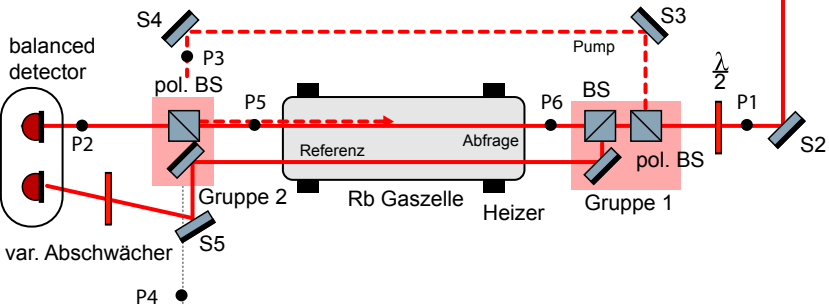 S4
S3
balanced
detector
P3
Pump
pol. BS
λ
2
BS
P5
P6
P1
P2
Abfrage
S2
Referenz
pol. BS
Gruppe 2
Rb Gaszelle
Heizer
Gruppe 1
S5
var. Abschwächer
P4